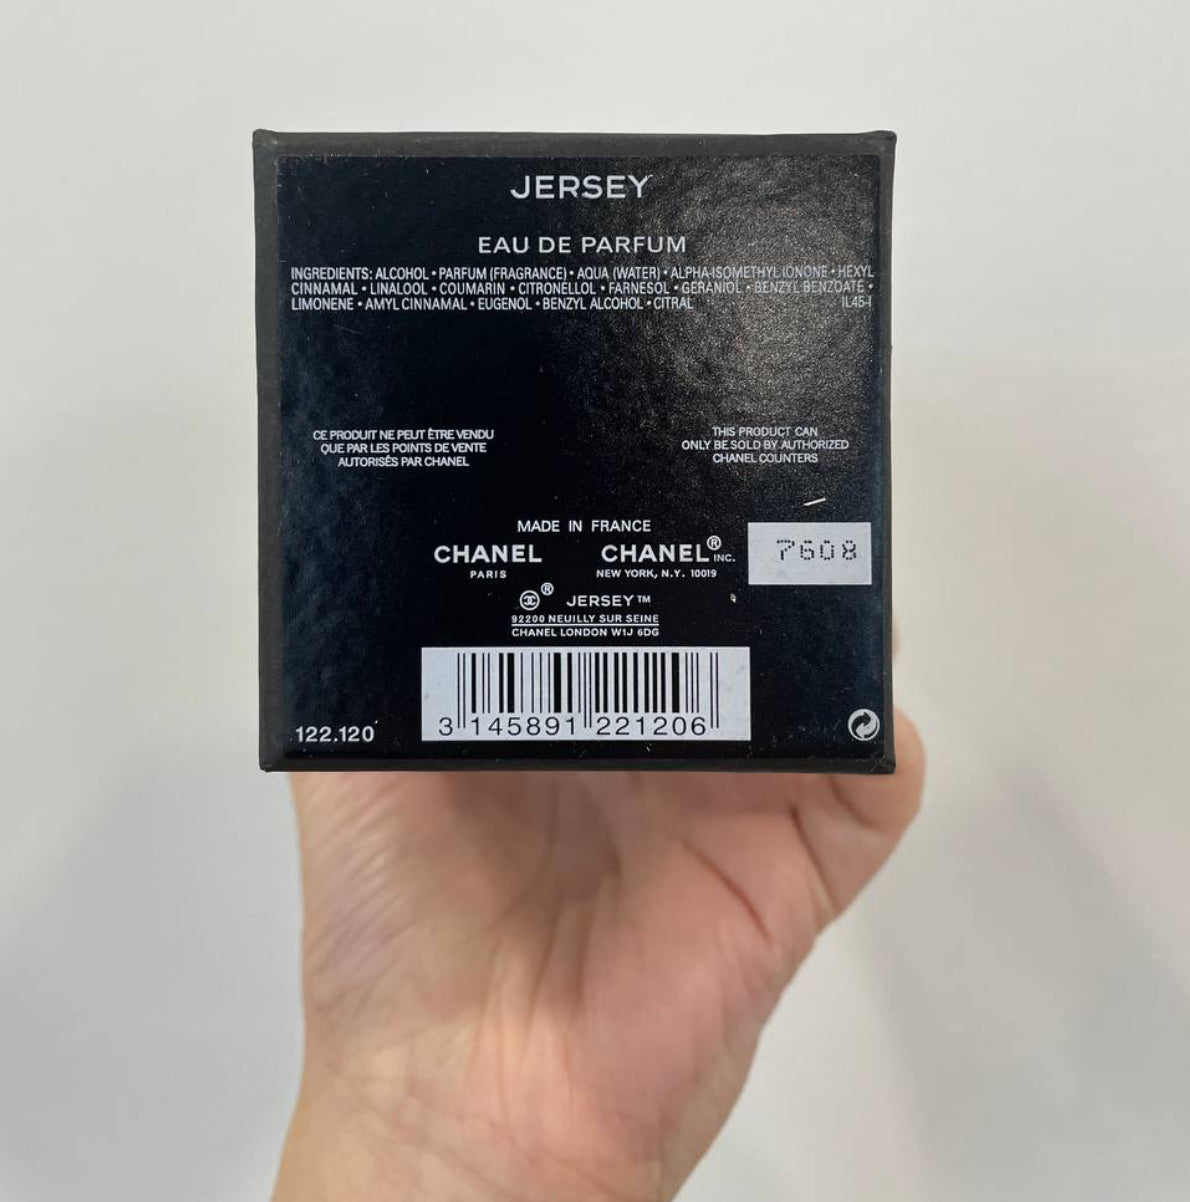 JERSEY
EAU DE PARFUM
INGREDIENTS: ALCOHOL • PARFUM (FRAGRANCE) • AQUA (WATER) • ALPHA-ISOMETHYL IONONE • HEXYL
CINNAMAL • LINALOOL • COUMARIN • CITRONELLOL • FARNESOL • GERANIOL • BENZYL BENZOATE •
LIMONENE • AMYL CINNAMAL • EUGENOL • BENZYL ALCOHOL • CITRAL IL45-I
CE PRODUIT NE PEUT ÊTRE VENDU
QUE PAR LES POINTS DE VENTE
AUTORISÉS PAR CHANEL
THIS PRODUCT CAN
ONLY BE SOLD BY AUTHORIZED
CHANEL COUNTERS
MADE IN FRANCE
CHANEL CHANEL® INC.
PARIS NEW YORK, N.Y. 10019
7608
® JERSEY™
92200 NEUILLY SUR SEINE
CHANEL LONDON W1J 6DG
3 145891 221206
122.120